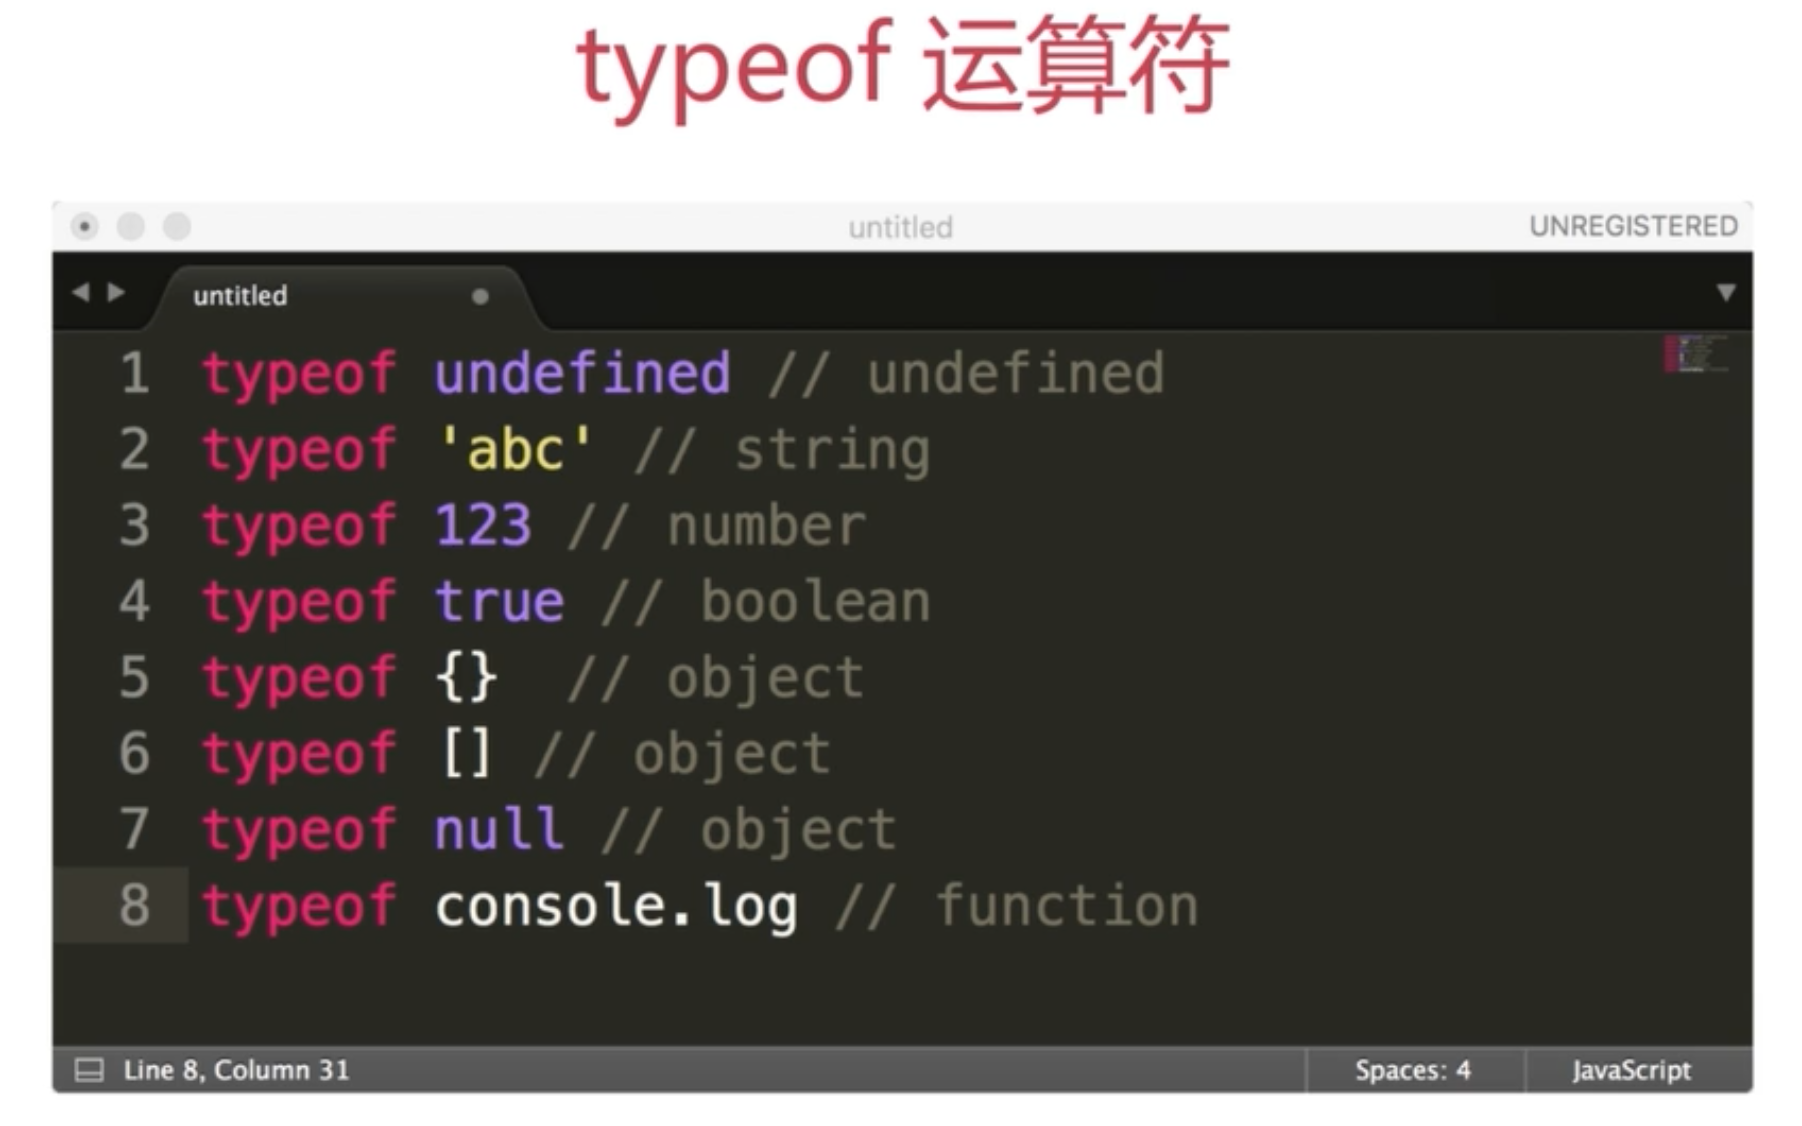 typeof 运算符
untitled
UNREGISTERED
untitled
1 typeof undefined // undefined
2 typeof 'abc' // string
3 typeof 123 // number
4 typeof true // boolean
5 typeof {}  // object
6 typeof [] // object
7 typeof null // object
8 typeof console.log // function
Line 8, Column 31
Spaces: 4
JavaScript